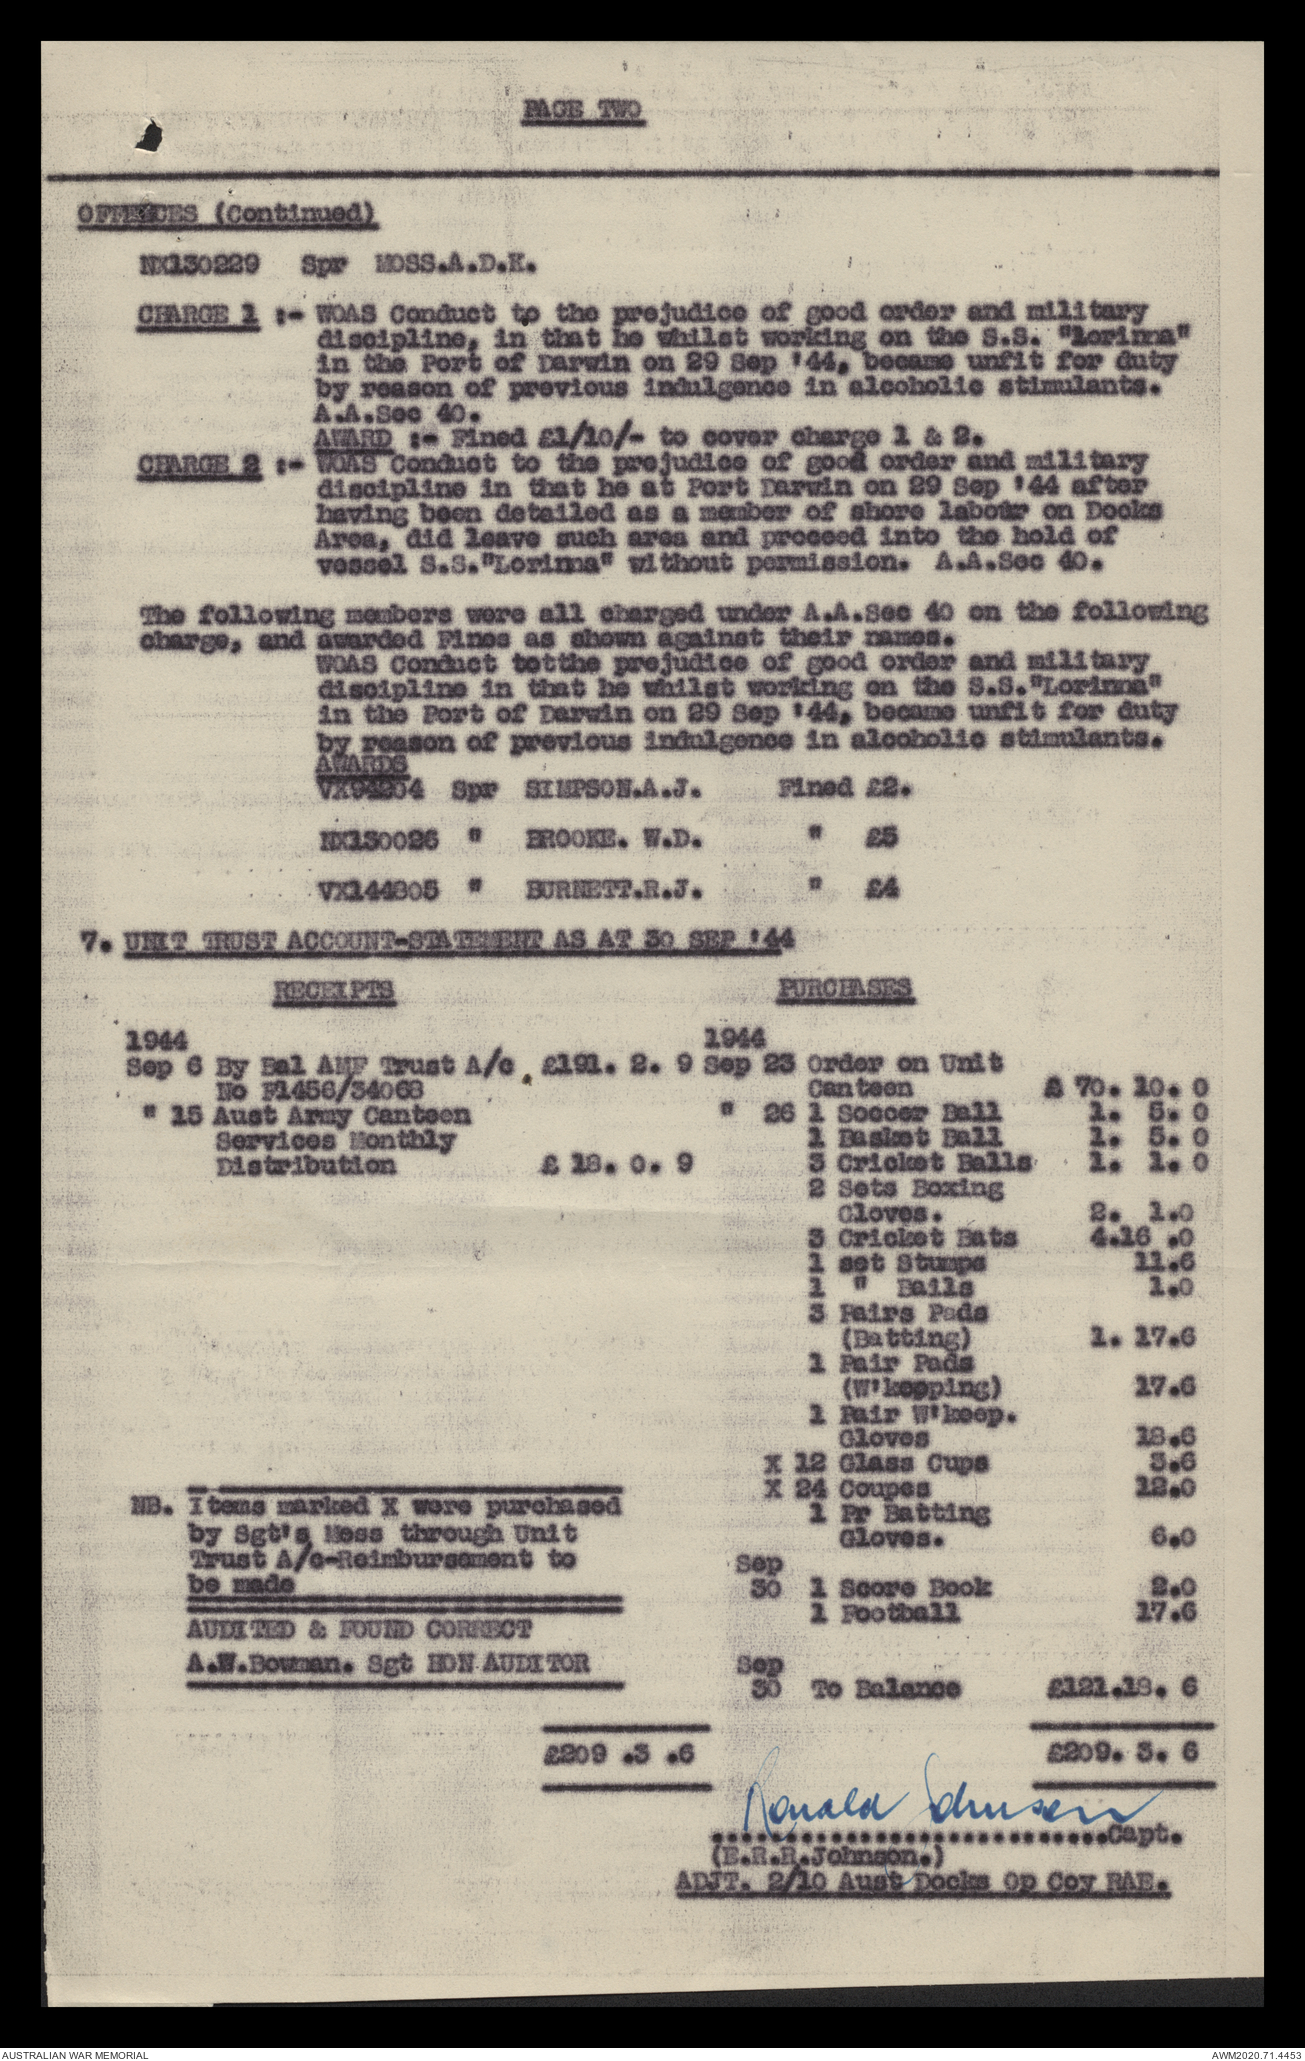 PAGE TWO
OFFENCES (Continued)
NX130229 Spr MOSS.A.D.K.
CHARGE 1 :- WOAS Conduct to the prejudice of good order and military
discipline, in that he whilst working on the S.S. "Lorinna"
in the Port of Darwin on 29 Sep '44, became unfit for duty
by reason of previous indulgence in alcoholic stimulants.
A.A.Sec 40.
AWARD :- Fined £1/10/- to cover charge 1 & 2.
CHARGE 2 :- WOAS Conduct to the prejudice of good order and military
discipline in that he at Port Darwin on 29 Sep '44 after
having been detailed as a member of shore labour on Docks
Area, did leave such area and proceed into the hold of
vessel S.S."Lorinna" without permission. A.A.Sec 40.
The following members were all charged under A.A.Sec 40 on the following
charge, and awarded Fines as shown against their names.
WOAS Conduct totthe prejudice of good order and military
discipline in that he whilst working on the S.S."Lorinna"
in the Port of Darwin on 29 Sep '44, became unfit for duty
by reason of previous indulgence in alcoholic stimulants.
AWARDS
VX94204 Spr SIMPSON.A.J. Fined £2.
NX130026 " BROOKE. W.D. " £5
VX144805 " BURNETT.R.J. " £4
7. UNIT TRUST ACCOUNT-STATEMENT AS AT 30 SEP '44
RECEIPTS PURCHASES
1944 1944
Sep 6 By Bal AMF Trust A/c £191. 2. 9 Sep 23 Order on Unit
No F1456/34068 Canteen £ 70. 10. 0
" 15 Aust Army Canteen " 26 1 Soccer Ball 1. 5. 0
Services Monthly 1 Basket Ball 1. 5. 0
Distribution £ 18. 0. 9 3 Cricket Balls 1. 1. 0
2 Sets Boxing
Gloves. 2. 1.0
3 Cricket Bats 4.16 .0
1 set Stumps 11.6
1 " Bails 1.0
3 Pairs Pads
(Batting) 1. 17.6
1 Pair Pads
(W'keepping) 17.6
1 Pair W'keep.
Gloves 18.6
X 12 Glass Cups 3.6
NB. Items marked X were purchased X 24 Coupes 12.0
by Sgt's Mess through Unit 1 Pr Batting
Trust A/c-Reimbursement to Gloves. 6.0
be made Sep
30 1 Score Book 2.0
AUDITED & FOUND CORRECT 1 Football 17.6
A.W.Bowman. Sgt HON AUDITOR Sep
30 To Balance £121.18. 6
£209 .3 .6 £209. 3. 6
Ronald Johnson
..........................Capt.
(E.R.R.Johnson.)
ADJT. 2/10 Aust Docks Op Coy RAE.
AUSTRALIAN WAR MEMORIAL AWM2020.71.4453